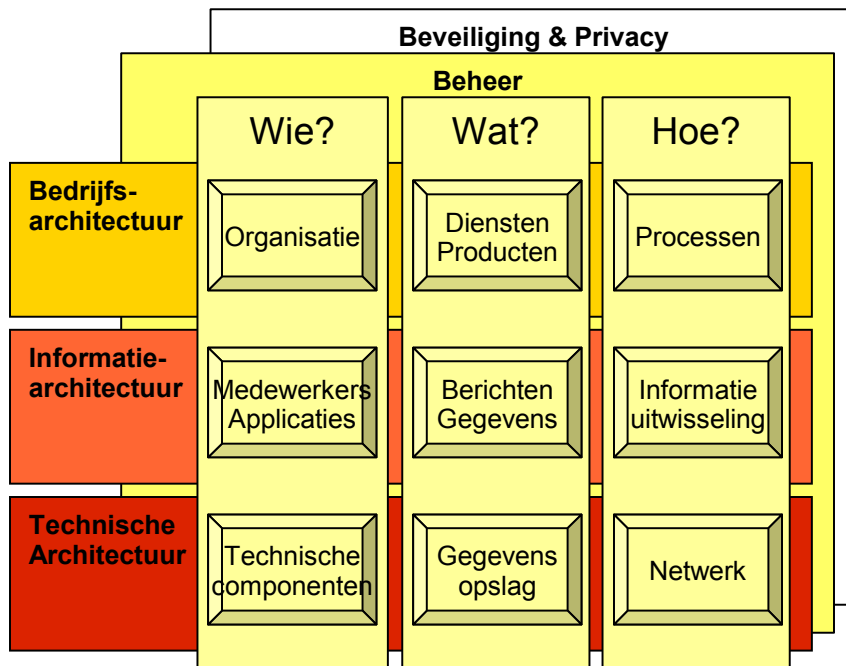 Beveiliging & Privacy
Beheer
Wie?
Wat?
Hoe?
Bedrijfs-
architectuur
Organisatie
Diensten
Producten
Processen
Informatie-
architectuur
Medewerkers
Applicaties
Berichten
Gegevens
Informatie
uitwisseling
Technische
Architectuur
Technische
componenten
Gegevens
opslag
Netwerk